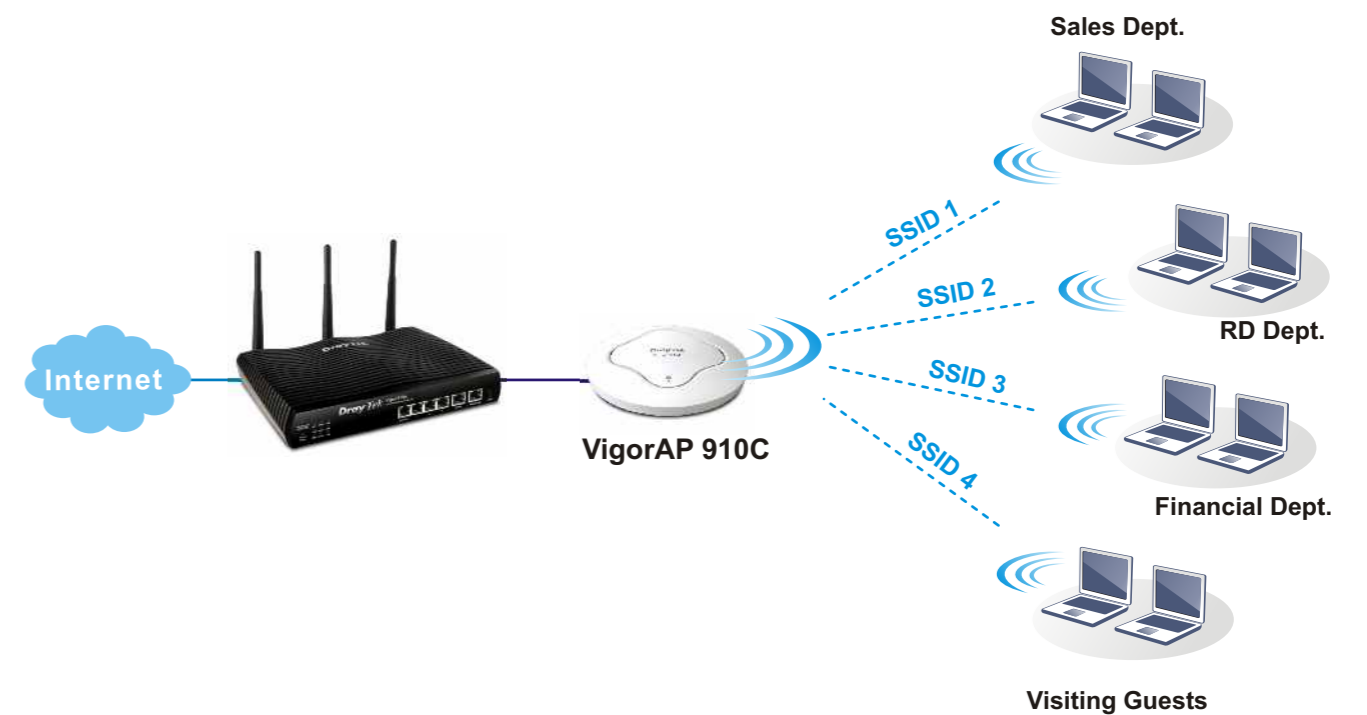 Sales Dept.
SSID 1
SSID 2
RD Dept.
Internet
DrayTek
VigorAP 910C
SSID 3
Financial Dept.
SSID 4
Visiting Guests